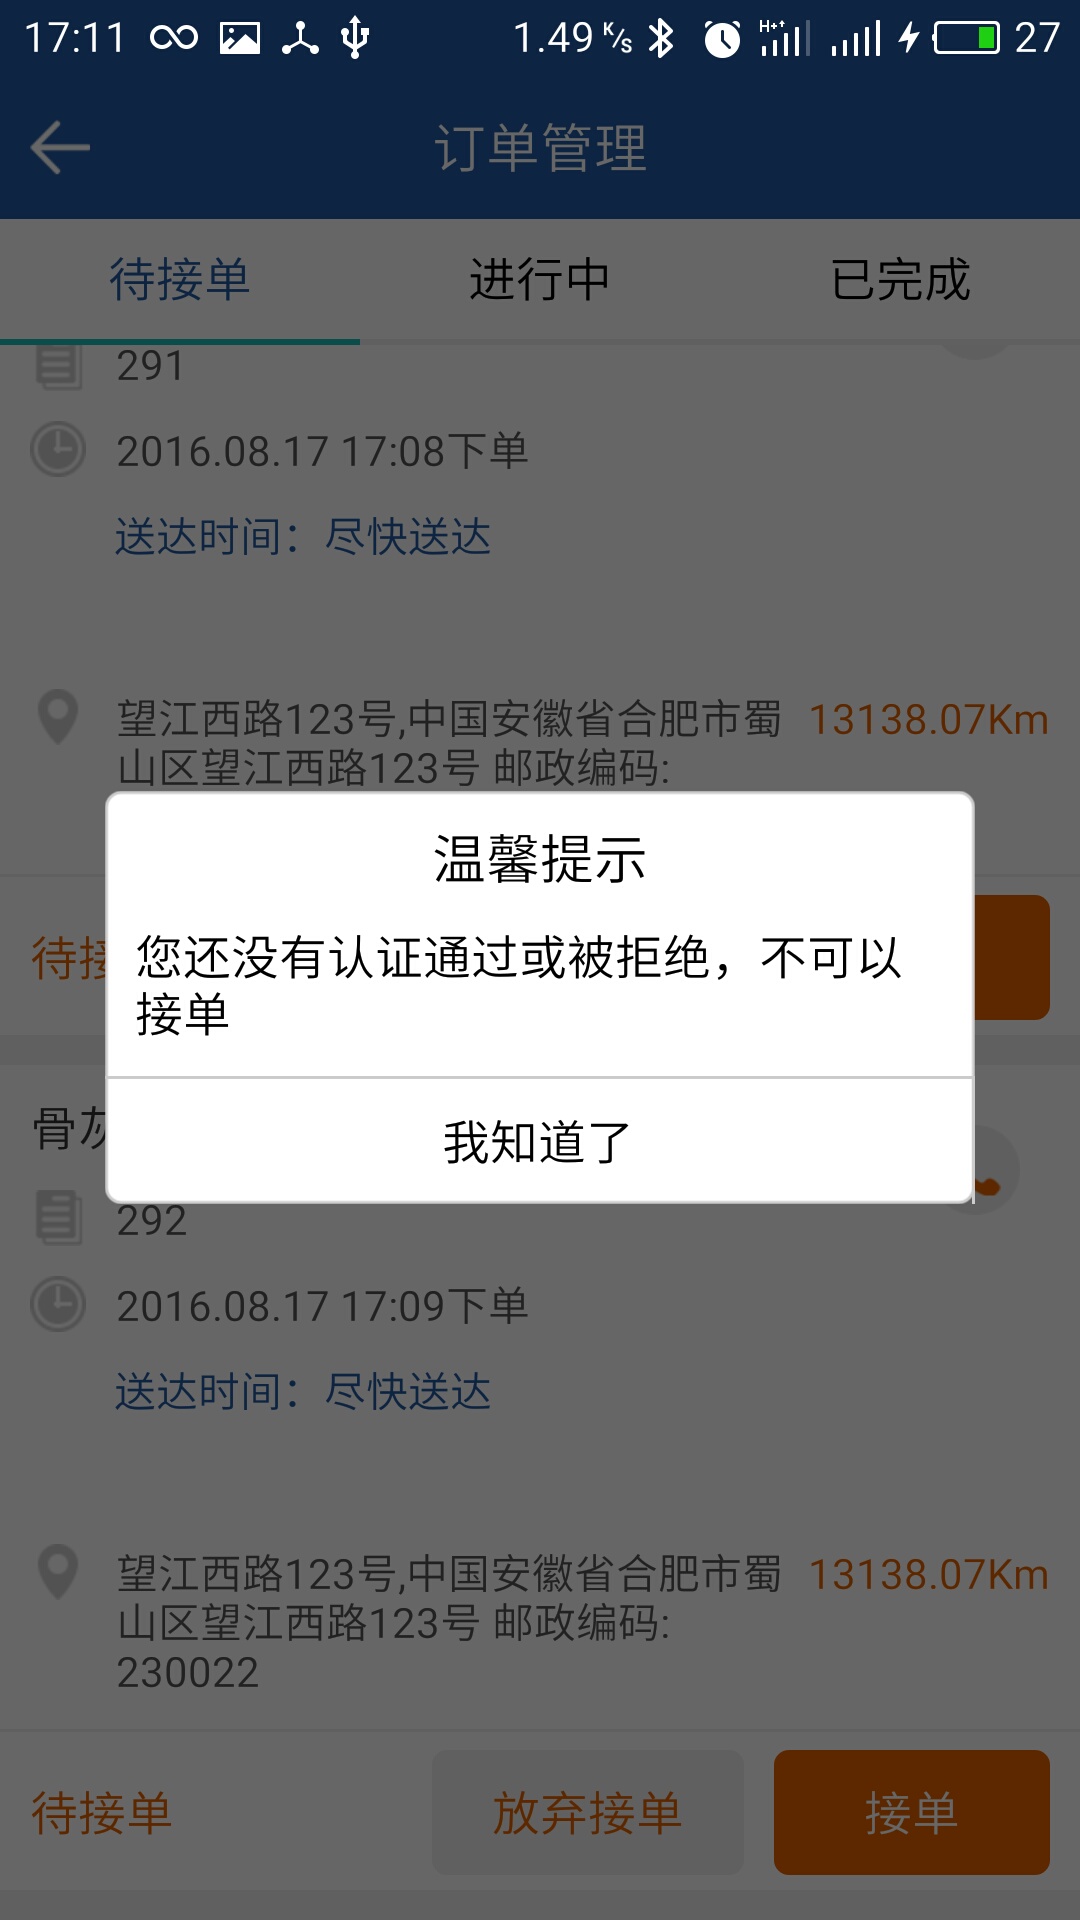 17:11 1.49 K/s H+ 27
订单管理
待接单 进行中 已完成
291
2016.08.17 17:08下单
送达时间：尽快送达
望江西路123号,中国安徽省合肥市蜀 13138.07Km
山区望江西路123号 邮政编码:
温馨提示
您还没有认证通过或被拒绝，不可以
接单
我知道了
待接
骨灰
292
2016.08.17 17:09下单
送达时间：尽快送达
望江西路123号,中国安徽省合肥市蜀 13138.07Km
山区望江西路123号 邮政编码:
230022
待接单 放弃接单 接单